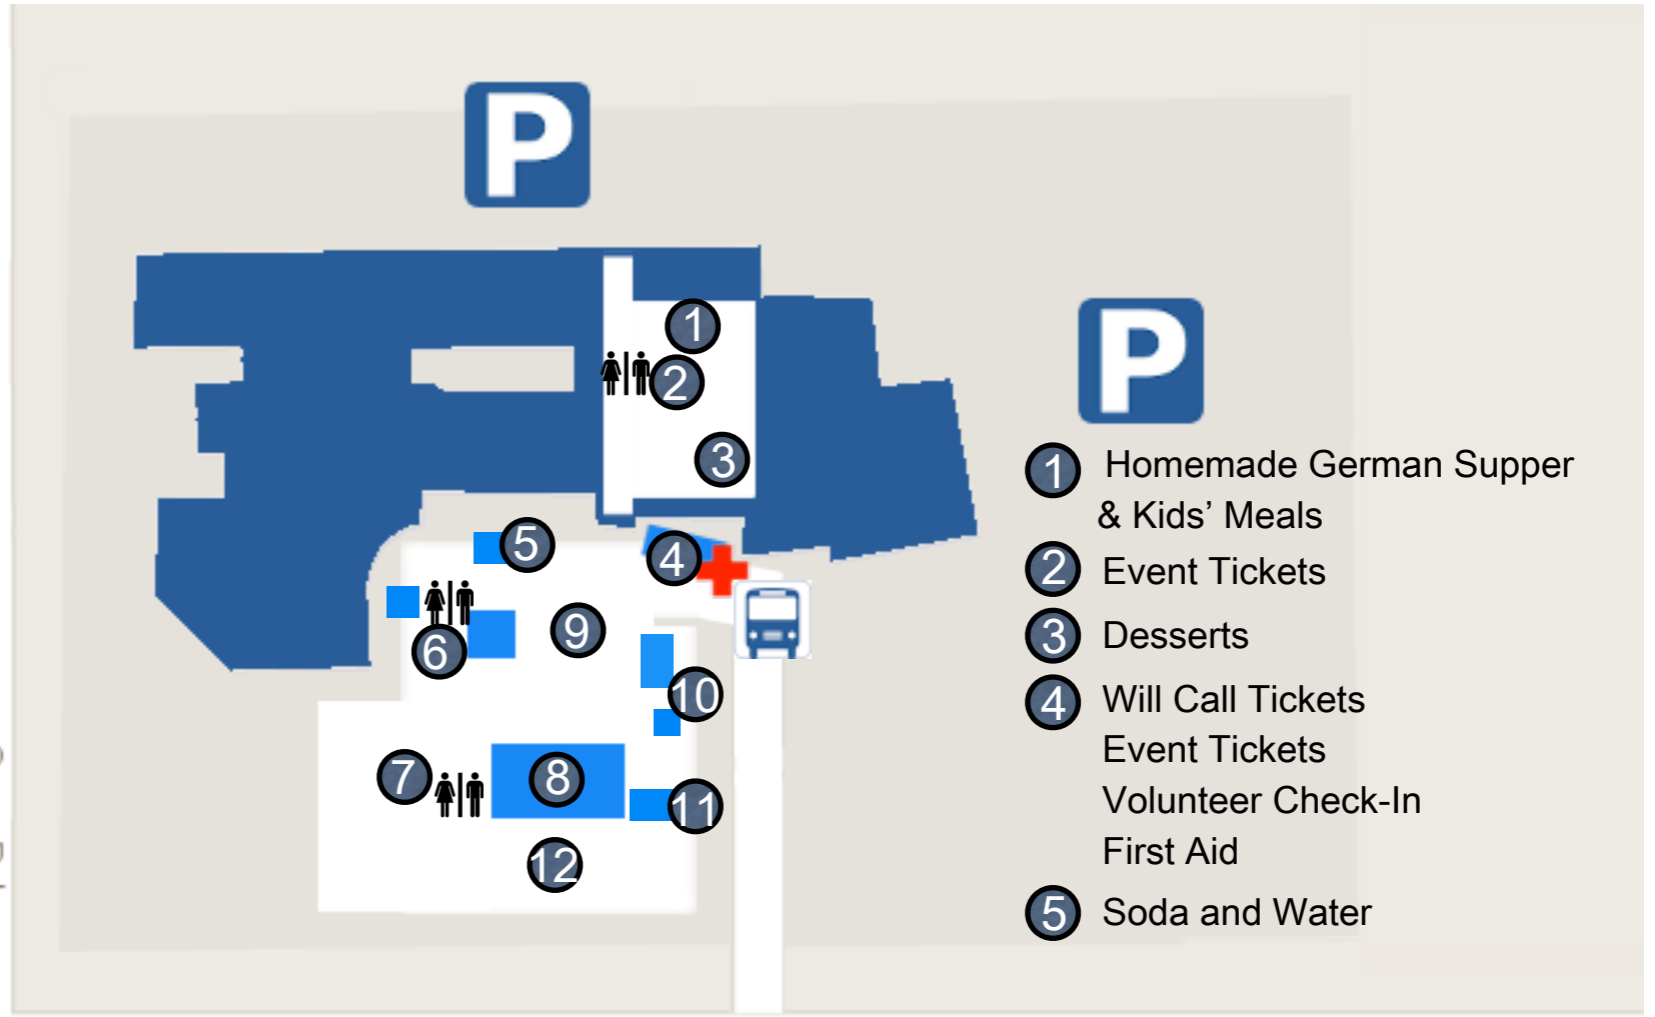 P
P
1
2
3
4
5
6
7
8
9
10
11
12
1 Homemade German Supper
& Kids’ Meals
2 Event Tickets
3 Desserts
4 Will Call Tickets
Event Tickets
Volunteer Check-In
First Aid
5 Soda and Water